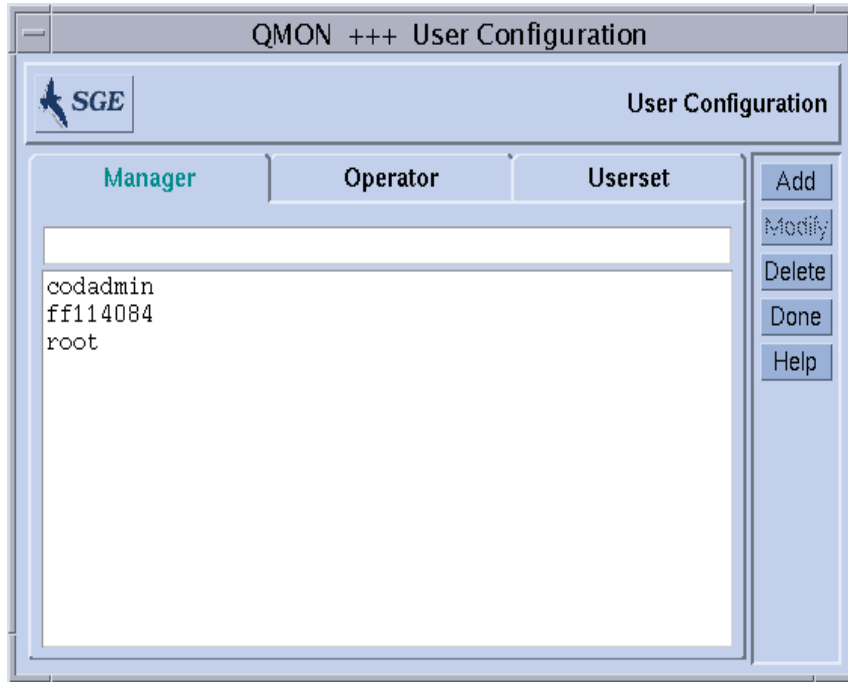 QMON +++ User Configuration
SGE
User Configuration
Manager
Operator
Userset
Add
Modify
Delete
Done
Help
codadmin
ff114084
root